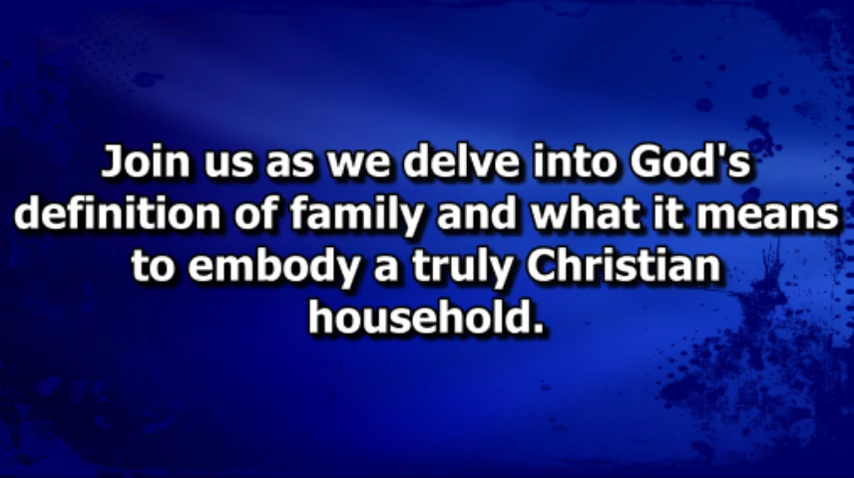 Join us as we delve into God's
definition of family and what it means
to embody a truly Christian
household.